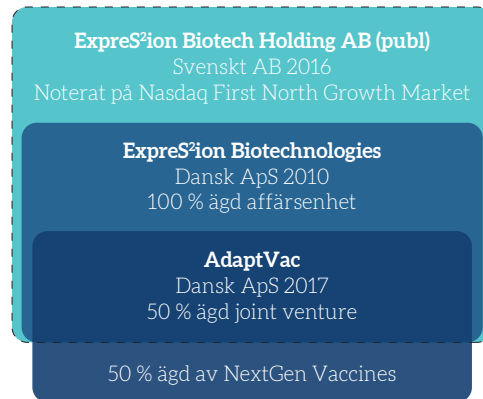 ExpreS²ion Biotech Holding AB (publ)
Svenskt AB 2016
Noterat på Nasdaq First North Growth Market
ExpreS²ion Biotechnologies
Dansk ApS 2010
100 % ägd affärsenhet
AdaptVac
Dansk ApS 2017
50 % ägd joint venture
50 % ägd av NextGen Vaccines